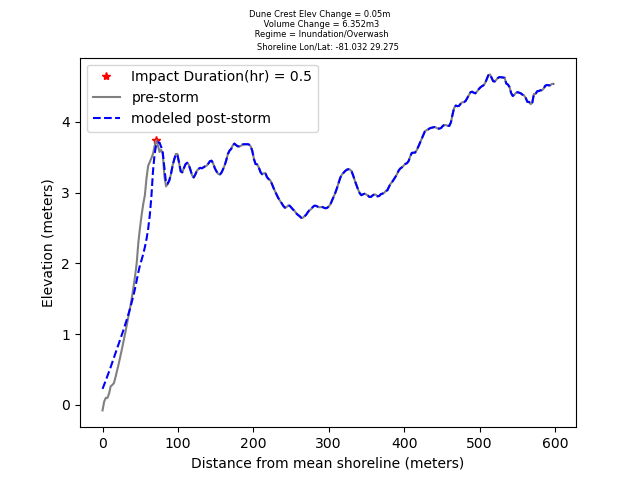 Dune Crest Elev Change = 0.05m
Volume Change = 6.352m3
Regime = Inundation/Overwash
Shoreline Lon/Lat: -81.032 29.275
Impact Duration(hr) = 0.5
pre-storm
modeled post-storm
Elevation (meters)
4
3
2
1
0
0 100 200 300 400 500 600
Distance from mean shoreline (meters)